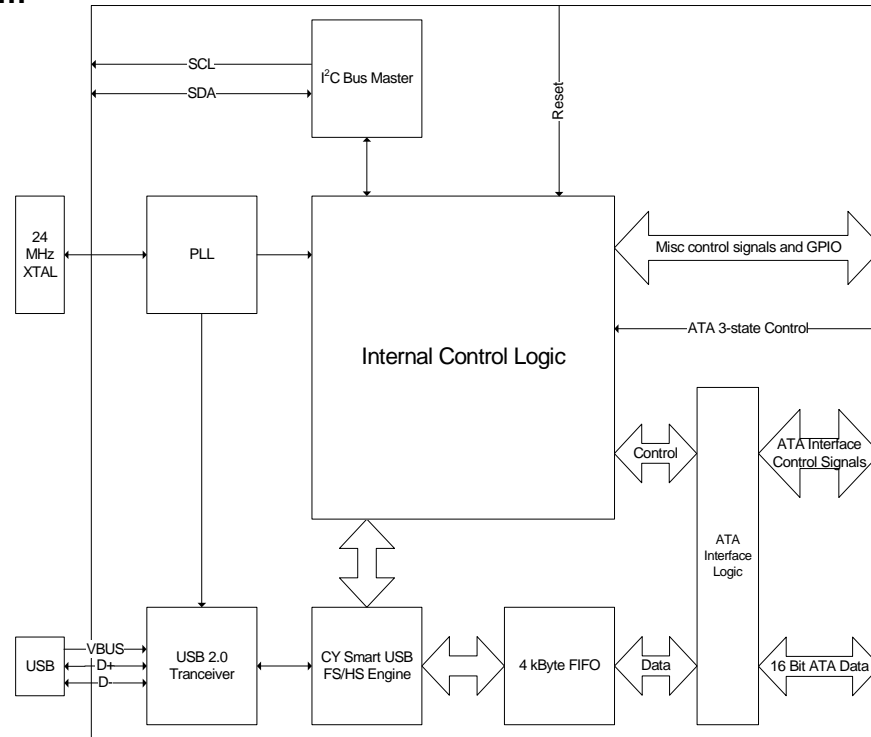 SCL
SDA
I²C Bus Master
Reset
24
MHz
XTAL
PLL
Internal Control Logic
Misc control signals and GPIO
ATA 3-state Control
Control
ATA Interface
Control Signals
ATA
Interface
Logic
USB
VBUS
D+
D-
USB 2.0
Tranceiver
CY Smart USB
FS/HS Engine
4 kByte FIFO
Data
16 Bit ATA Data